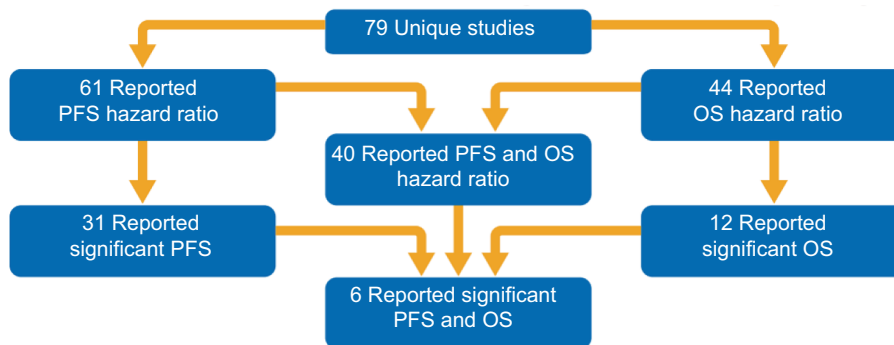 79 Unique studies
61 Reported
PFS hazard ratio
44 Reported
OS hazard ratio
40 Reported PFS and OS
hazard ratio
31 Reported
significant PFS
12 Reported
significant OS
6 Reported significant
PFS and OS